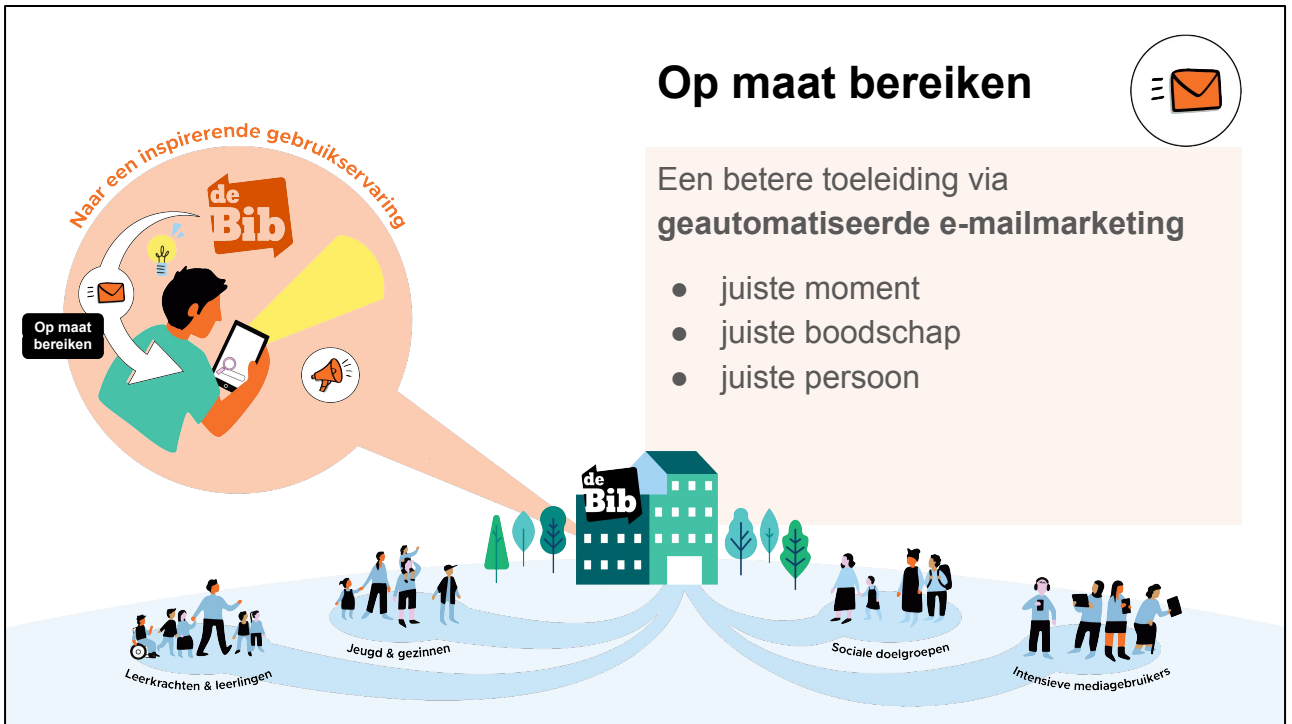 Op maat bereiken
Een betere toeleiding via
geautomatiseerde e-mailmarketing
● juiste moment
● juiste boodschap
● juiste persoon
Naar een inspirerende gebruikservaring
de
Bib
Op maat
bereiken
de
Bib
Leerkrachten & leerlingen
Jeugd & gezinnen
Sociale doelgroepen
Intensieve mediagebruikers